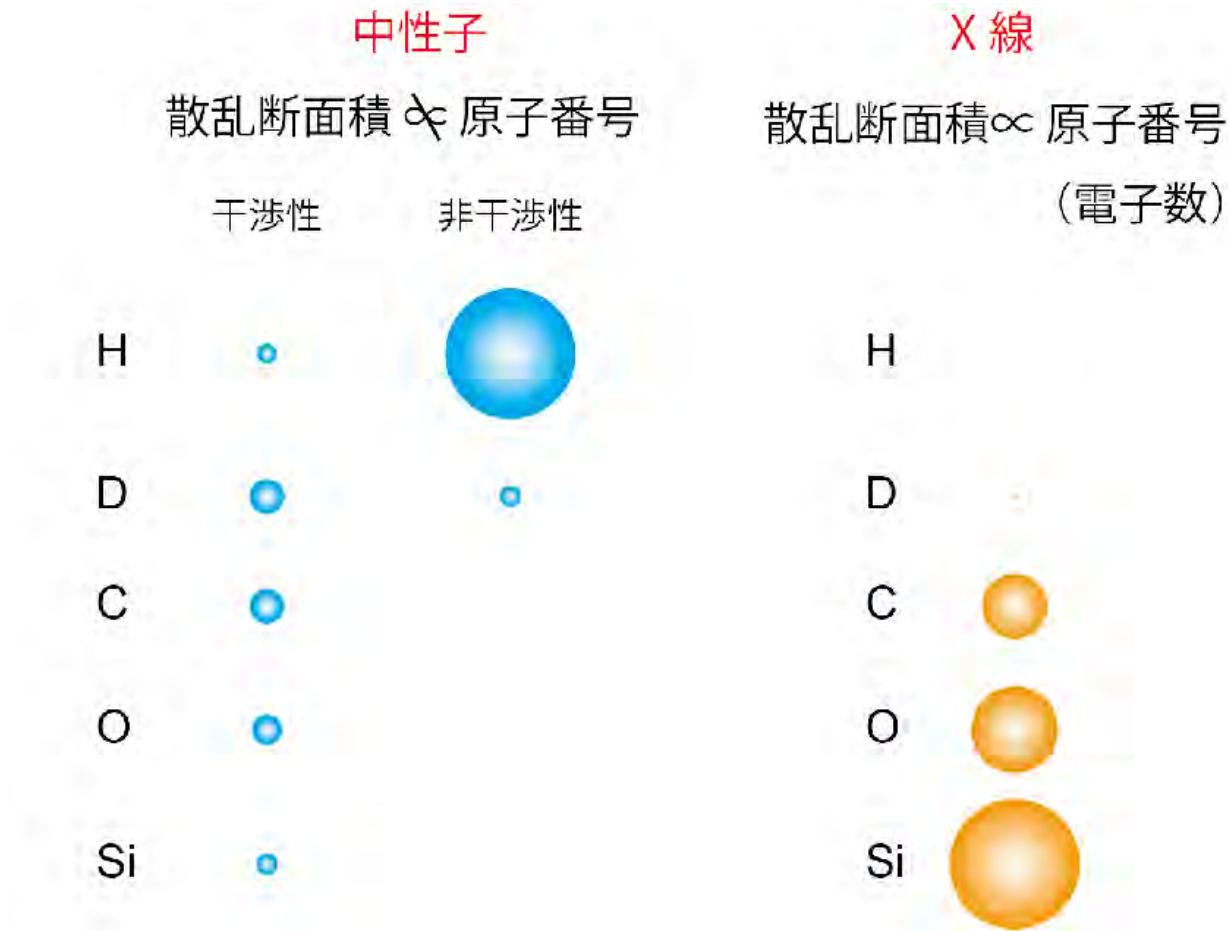 中性子
散乱断面積 ∝̸ 原子番号
干渉性 非干渉性
H
D
C
O
Si
X 線
散乱断面積∝ 原子番号
（電子数）
H
D
C
O
Si